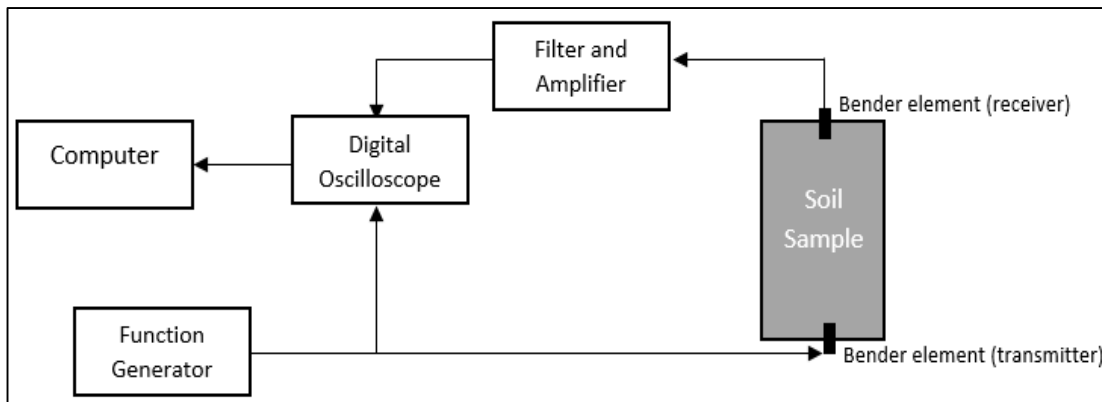 Filter and
Amplifier
Bender element (receiver)
Computer
Digital
Oscilloscope
Soil
Sample
Function
Generator
Bender element (transmitter)